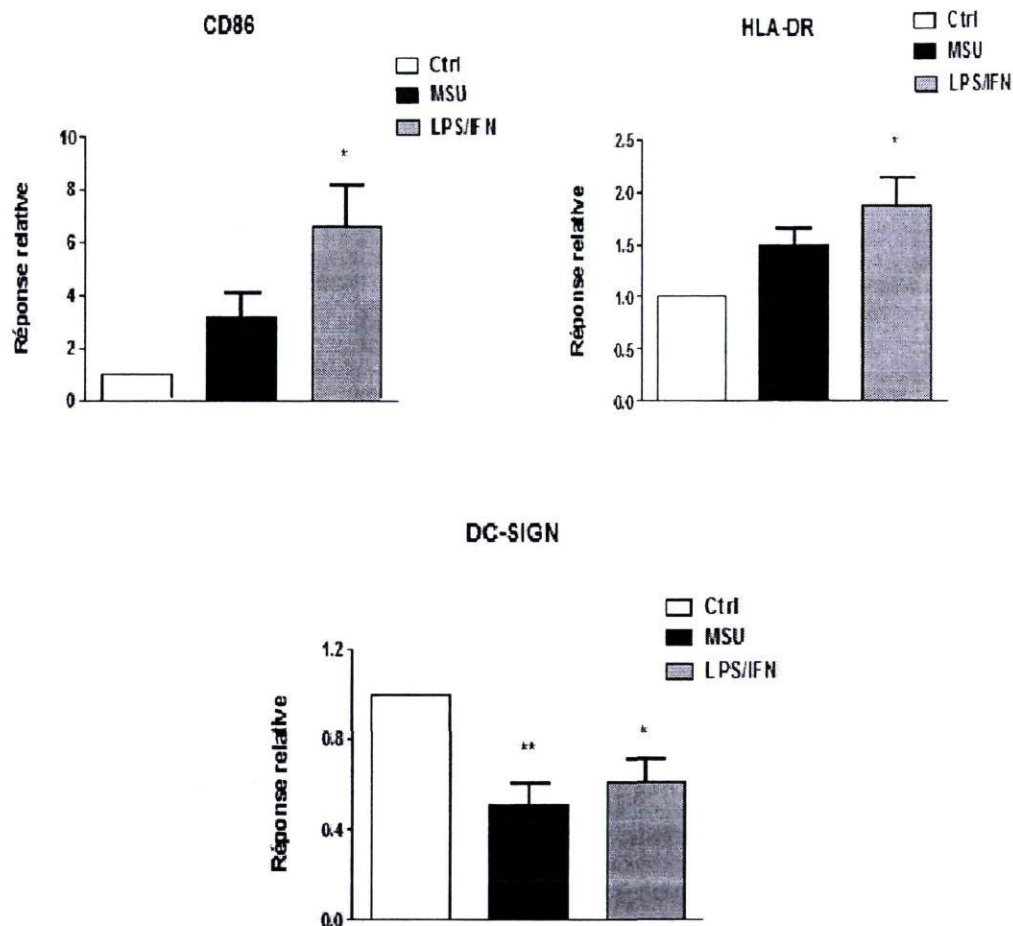 CD86
Ctrl
MSU
LPS/IFN
Réponse relative
10
8
6
4
2
0
*
HLA-DR
Ctrl
MSU
LPS/IFN
Réponse relative
2.5
2.0
1.5
1.0
0.5
0.0
*
DC-SIGN
Ctrl
MSU
LPS/IFN
Réponse relative
1.2
0.8
0.4
0.0
**
*